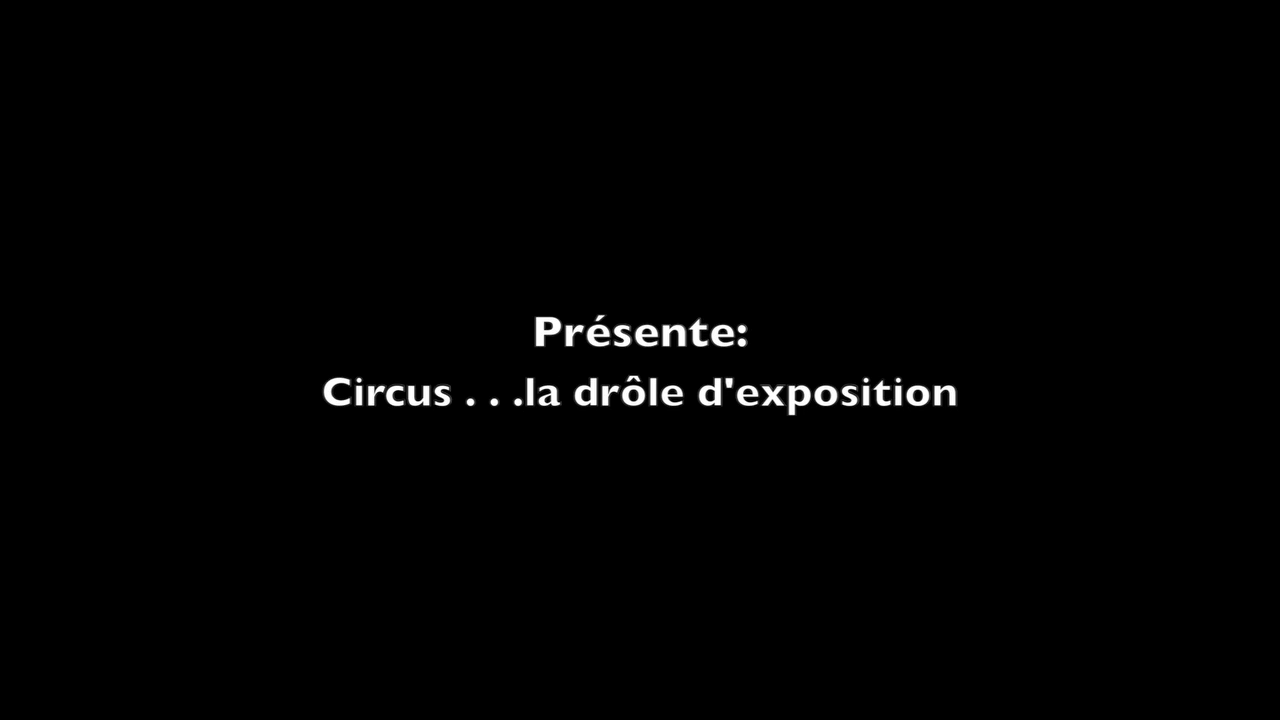 Présente:
Circus . . .la drôle d'exposition